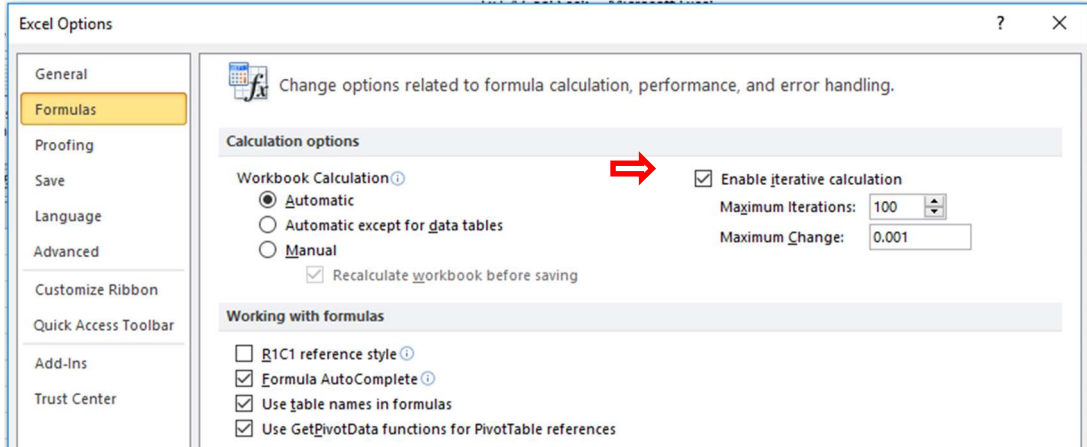 Excel Options
?
General
Formulas
Proofing
Save
Language
Advanced
Customize Ribbon
Quick Access Toolbar
Add-Ins
Trust Center
Change options related to formula calculation, performance, and error handling.
Calculation options
Workbook Calculation
Automatic
Automatic except for data tables
Manual
Recalculate workbook before saving
Enable iterative calculation
Maximum Iterations: 100
Maximum Change: 0.001
Working with formulas
R1C1 reference style
Formula AutoComplete
Use table names in formulas
Use GetPivotData functions for PivotTable references